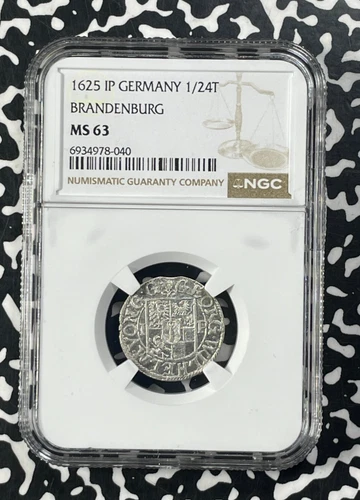 1625 IP GERMANY 1/24T
BRANDENBURG
MS 63
6934978-040
NUMISMATIC GUARANTY COMPANY
NGC